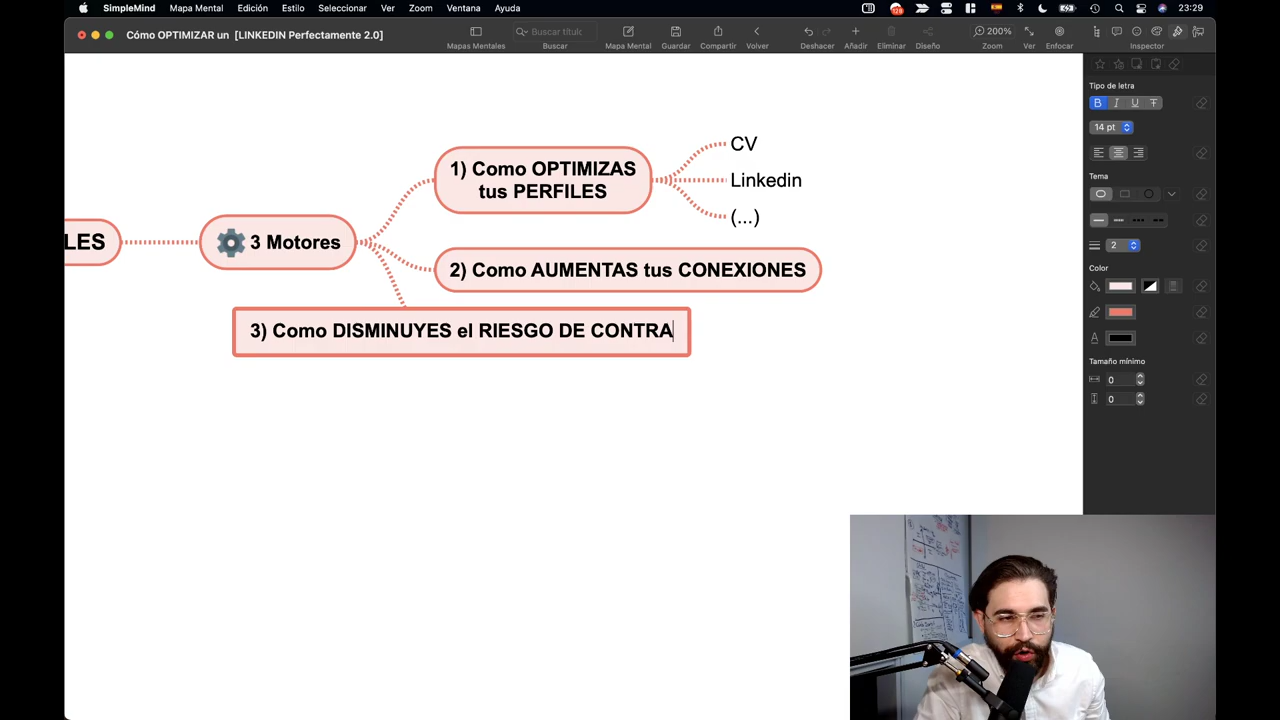 SimpleMind Mapa Mental Edición Estilo Seleccionar Ver Zoom Ventana Ayuda 23:29
Cómo OPTIMIZAR un [LINKEDIN Perfectamente 2.0]
Buscar títulc
200%
Mapas Mentales Buscar Mapa Mental Guardar Compartir Volver Deshacer Añadir Eliminar Diseño Zoom Ver Enfocar Inspector
Tipo de letra
B I U T
14 pt
Tema
2
Color
A
Tamaño mínimo
0
0
LES
3 Motores
1) Como OPTIMIZAS
tus PERFILES
CV
Linkedin
(...)
2) Como AUMENTAS tus CONEXIONES
3) Como DISMINUYES el RIESGO DE CONTRA